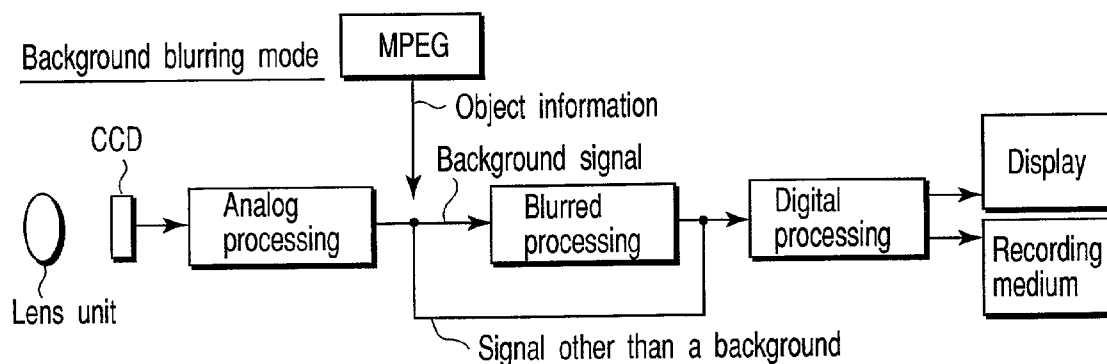 Background blurring mode
MPEG
Object information
CCD
Background signal
Lens unit
Analog
processing
Blurred
processing
Digital
processing
Display
Recording
medium
Signal other than a background